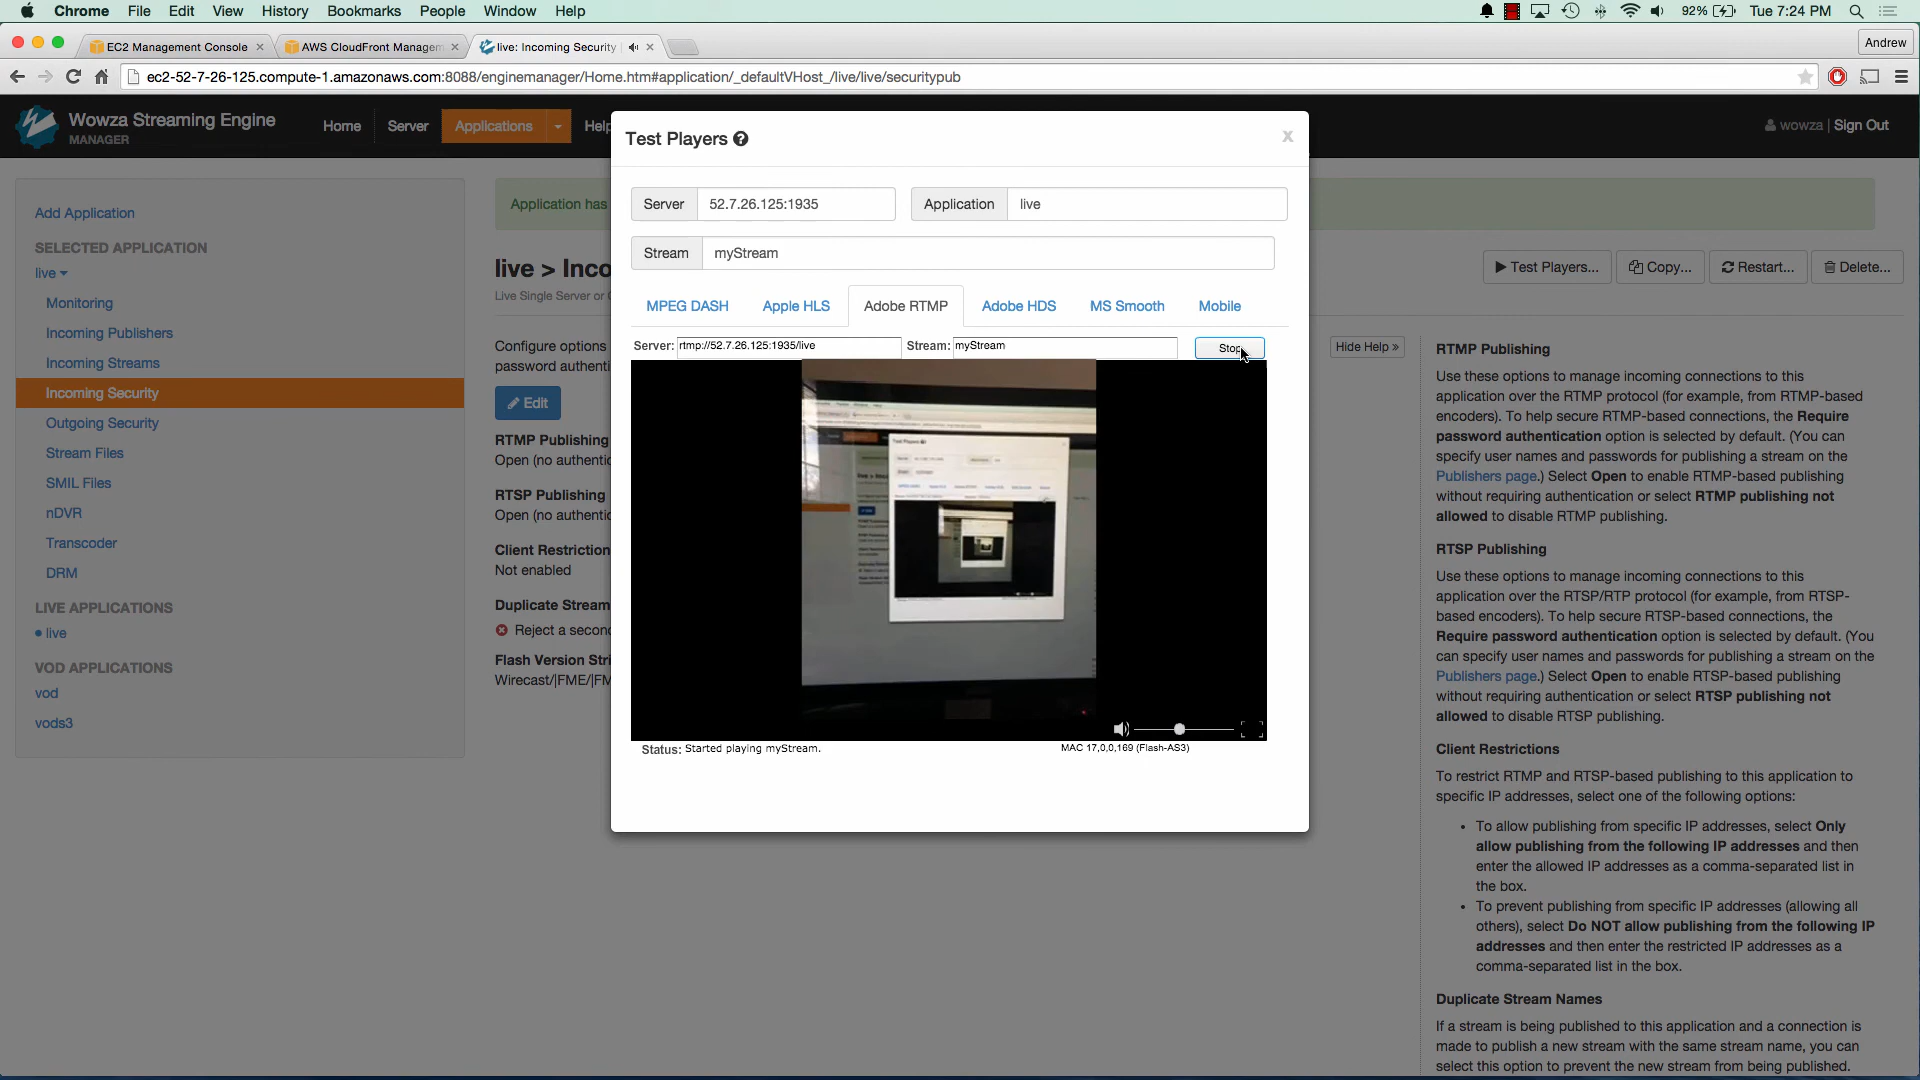 Chrome File Edit View History Bookmarks People Window Help 92% Tue 7:24 PM
EC2 Management Console AWS CloudFront Managem live: Incoming Security Andrew
ec2-52-7-26-125.compute-1.amazonaws.com:8088/enginemanager/Home.htm#application/_defaultVHost_/live/live/securitypub
Wowza Streaming Engine
MANAGER
Home Server Applications Help
wowza | Sign Out
Add Application
SELECTED APPLICATION
live
Monitoring
Incoming Publishers
Incoming Streams
Incoming Security
Outgoing Security
Stream Files
SMIL Files
nDVR
Transcoder
DRM
LIVE APPLICATIONS
live
VOD APPLICATIONS
vod
vods3
Application has
live > Inco
Live Single Server or
Configure options
password authenti
Edit
RTMP Publishing
Open (no authentic
RTSP Publishing
Open (no authentic
Client Restriction
Not enabled
Duplicate Stream
Reject a secon
Flash Version Stri
Wirecast/|FME/|FM
Test Players
x
Server 52.7.26.125:1935 Application live
Stream myStream
MPEG DASH Apple HLS Adobe RTMP Adobe HDS MS Smooth Mobile
Server: rtmp://52.7.26.125:1935/live Stream: myStream Stop
Status: Started playing myStream. MAC 17,0,0,169 (Flash-AS3)
Test Players... Copy... Restart... Delete...
Hide Help »
RTMP Publishing
Use these options to manage incoming connections to this
application over the RTMP protocol (for example, from RTMP-based
encoders). To help secure RTMP-based connections, the Require
password authentication option is selected by default. (You can
specify user names and passwords for publishing a stream on the
Publishers page.) Select Open to enable RTMP-based publishing
without requiring authentication or select RTMP publishing not
allowed to disable RTMP publishing.
RTSP Publishing
Use these options to manage incoming connections to this
application over the RTSP/RTP protocol (for example, from RTSP-
based encoders). To help secure RTSP-based connections, the
Require password authentication option is selected by default. (You
can specify user names and passwords for publishing a stream on the
Publishers page.) Select Open to enable RTSP-based publishing
without requiring authentication or select RTSP publishing not
allowed to disable RTSP publishing.
Client Restrictions
To restrict RTMP and RTSP-based publishing to this application to
specific IP addresses, select one of the following options:
• To allow publishing from specific IP addresses, select Only
allow publishing from the following IP addresses and then
enter the allowed IP addresses as a comma-separated list in
the box.
• To prevent publishing from specific IP addresses (allowing all
others), select Do NOT allow publishing from the following IP
addresses and then enter the restricted IP addresses as a
comma-separated list in the box.
Duplicate Stream Names
If a stream is being published to this application and a connection is
made to publish a new stream with the same stream name, you can
select this option to prevent the new stream from being published.